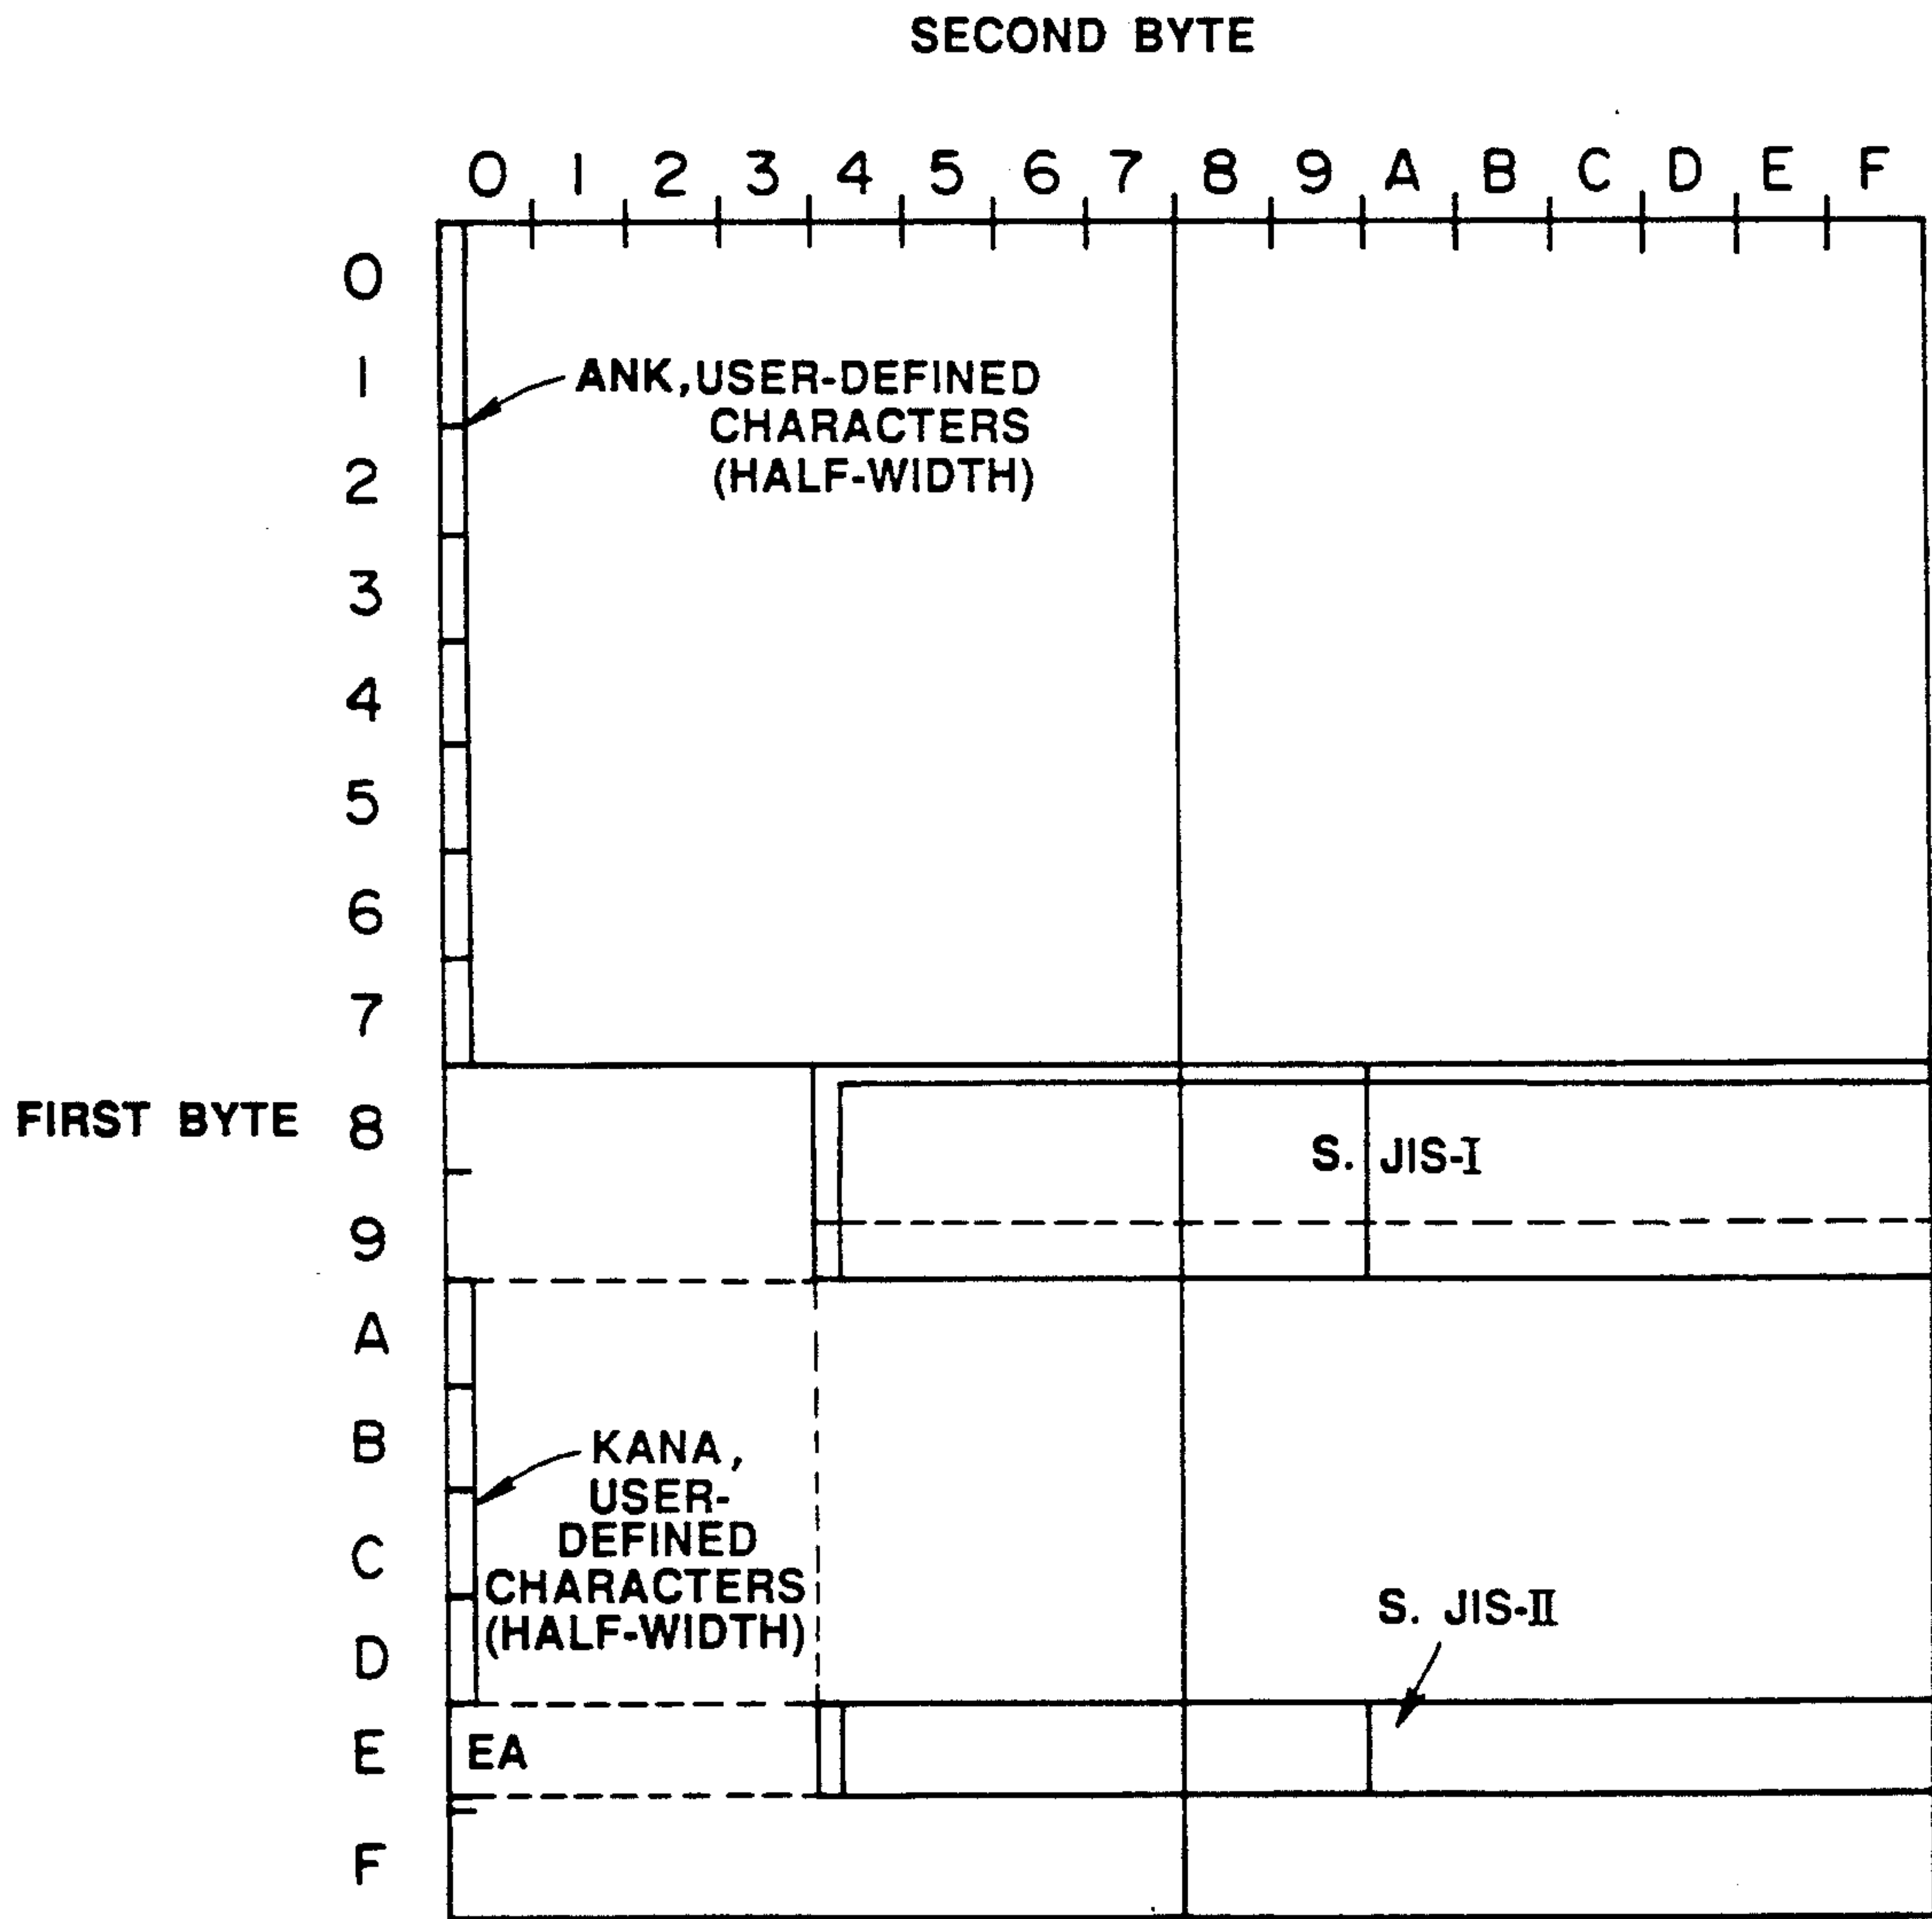 SECOND BYTE
0 1 2 3 4 5 6 7 8 9 A B C D E F
0
1
ANK, USER-DEFINED
CHARACTERS
(HALF-WIDTH)
2
3
4
5
6
7
FIRST BYTE
8
S. JIS-I
9
A
B
KANA,
USER-
DEFINED
CHARACTERS
(HALF-WIDTH)
C
D
S. JIS-II
E
EA
F